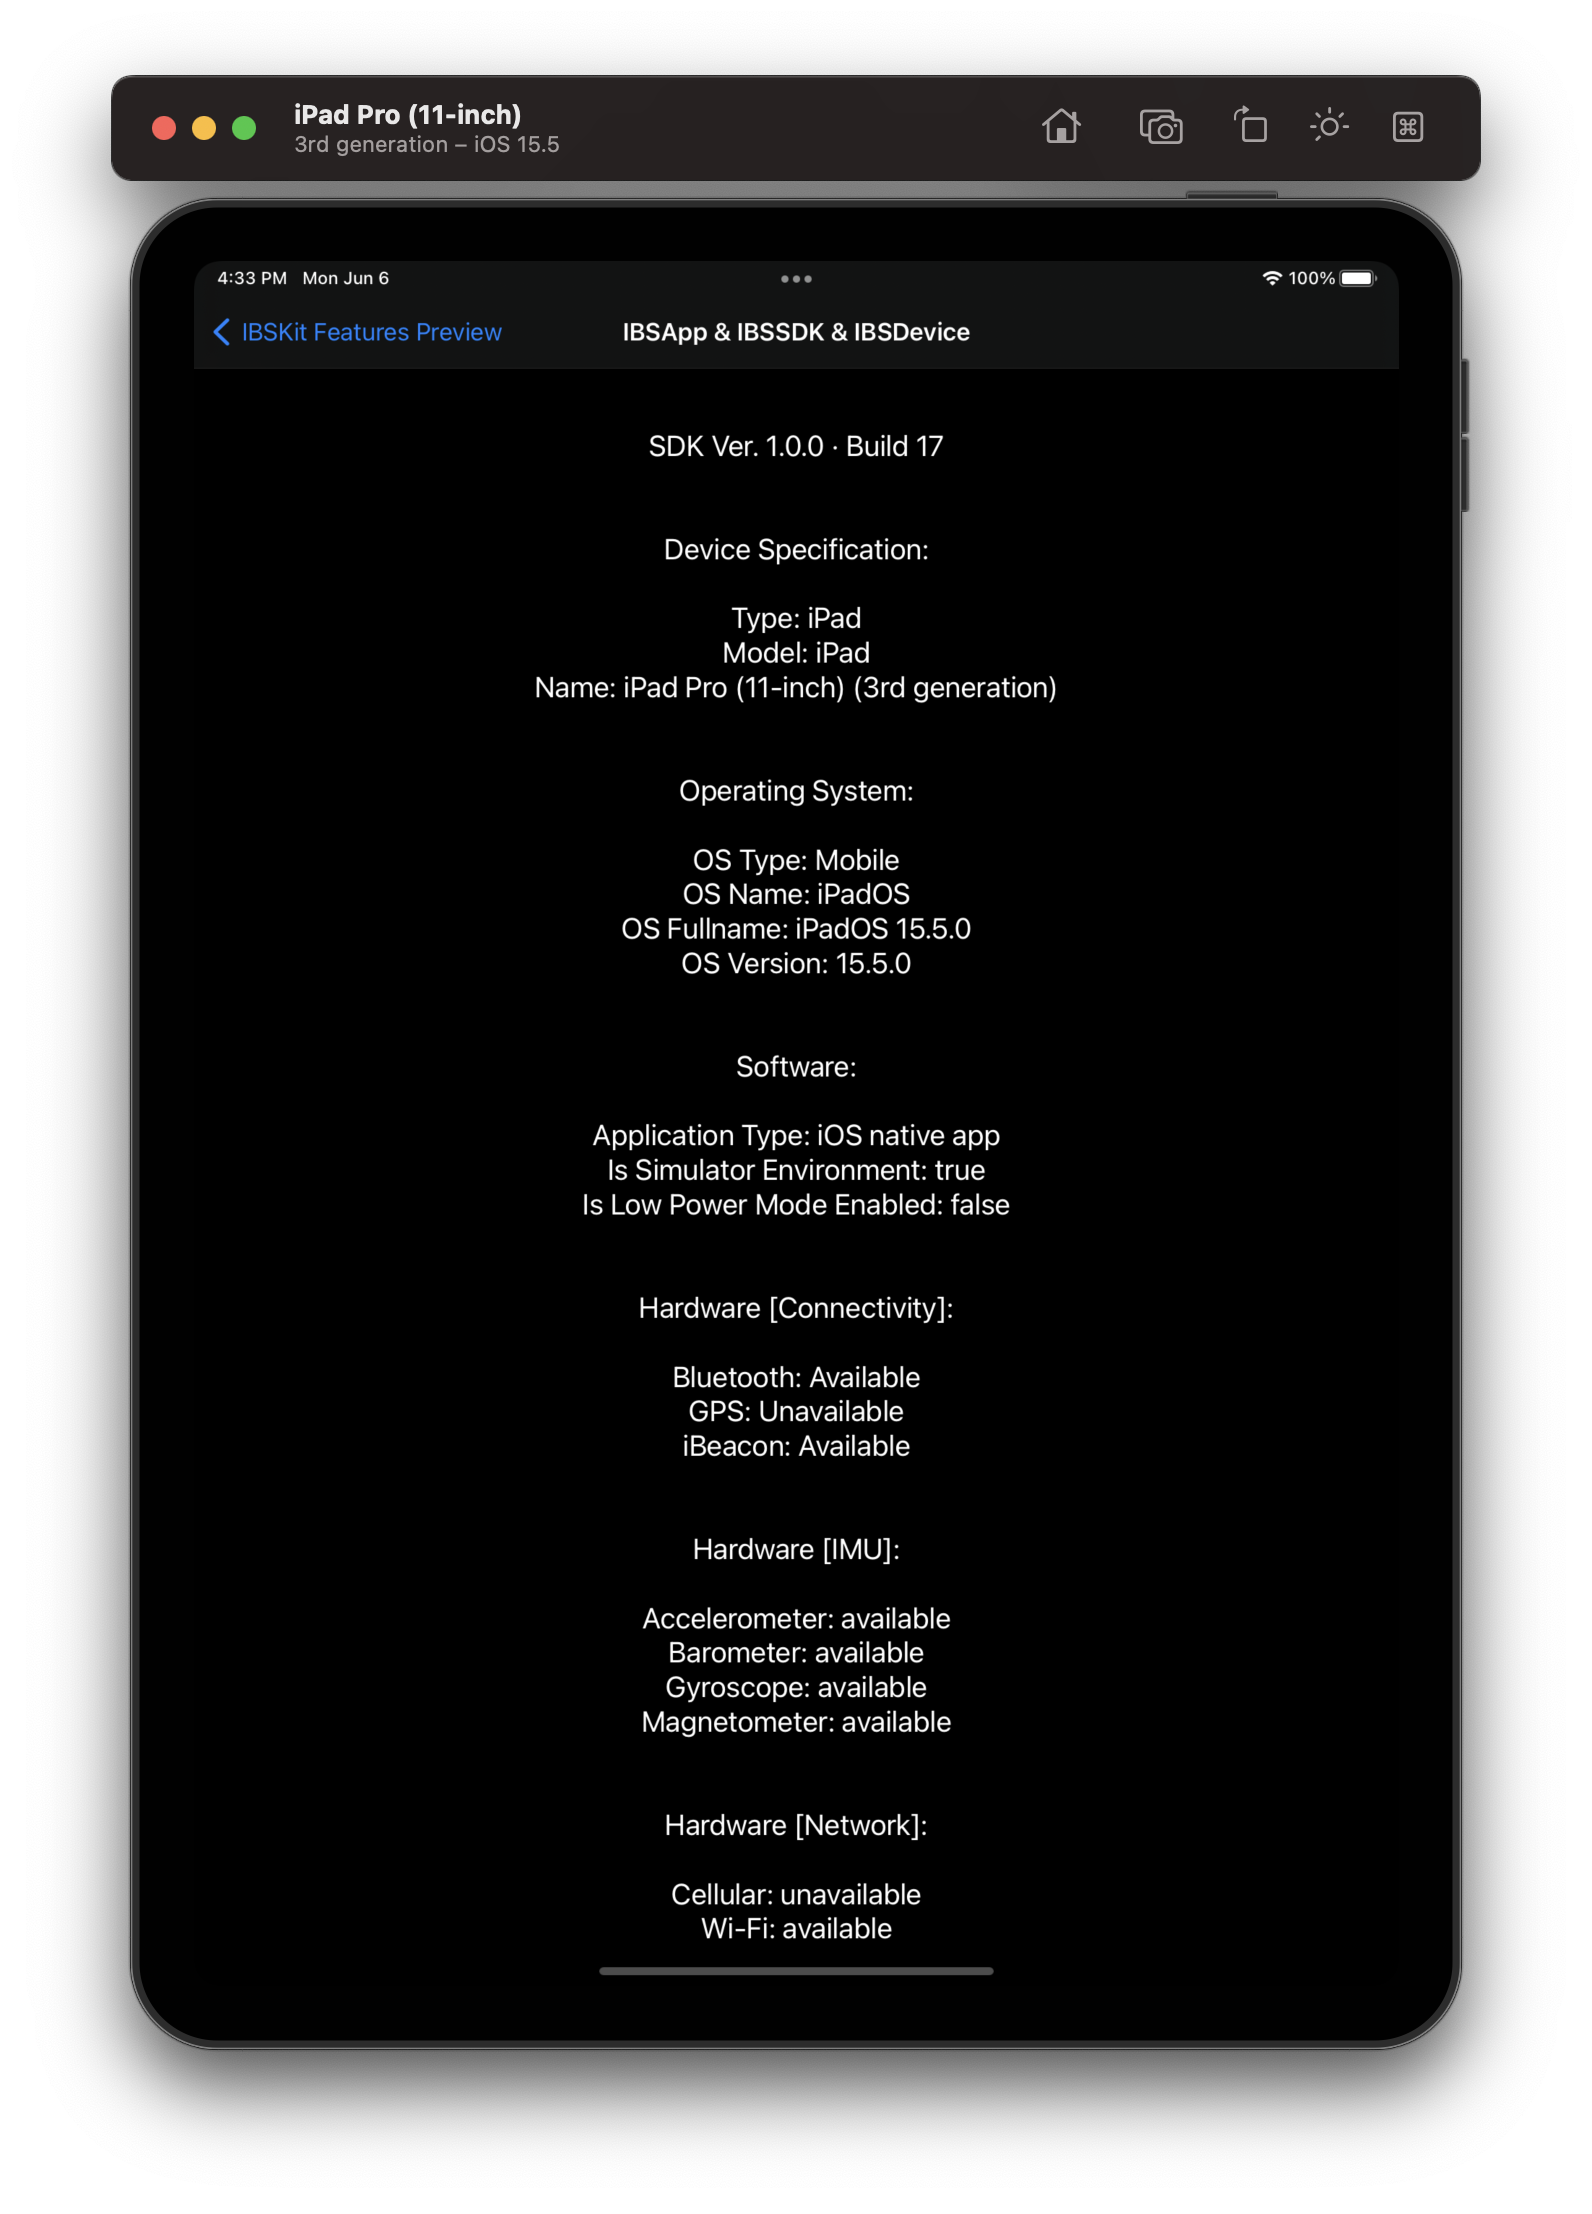 iPad Pro (11-inch)
3rd generation – iOS 15.5
4:33 PM Mon Jun 6
100%
IBSKit Features Preview
IBSApp & IBSSDK & IBSDevice
SDK Ver. 1.0.0 · Build 17
Device Specification:
Type: iPad
Model: iPad
Name: iPad Pro (11-inch) (3rd generation)
Operating System:
OS Type: Mobile
OS Name: iPadOS
OS Fullname: iPadOS 15.5.0
OS Version: 15.5.0
Software:
Application Type: iOS native app
Is Simulator Environment: true
Is Low Power Mode Enabled: false
Hardware [Connectivity]:
Bluetooth: Available
GPS: Unavailable
iBeacon: Available
Hardware [IMU]:
Accelerometer: available
Barometer: available
Gyroscope: available
Magnetometer: available
Hardware [Network]:
Cellular: unavailable
Wi-Fi: available